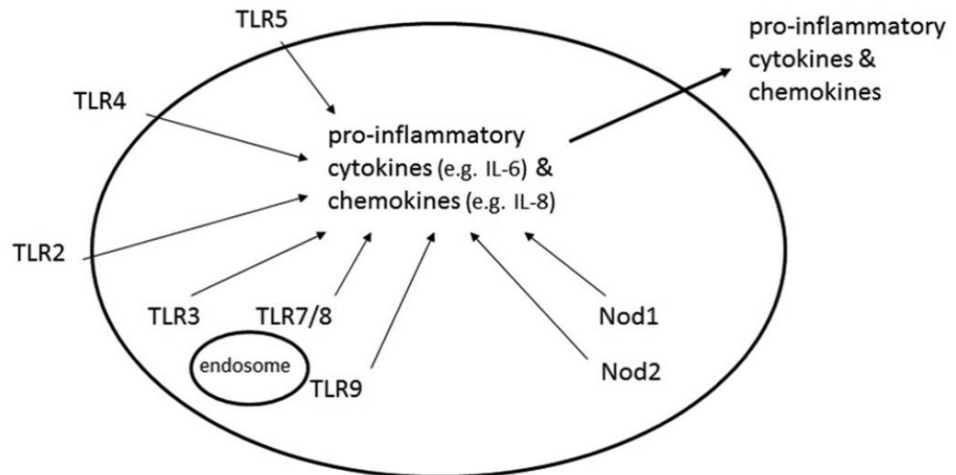 TLR5
pro-inflammatory
cytokines &
chemokines
TLR4
pro-inflammatory
cytokines (e.g. IL-6) &
chemokines (e.g. IL-8)
TLR2
TLR3
TLR7/8
Nod1
endosome
TLR9
Nod2